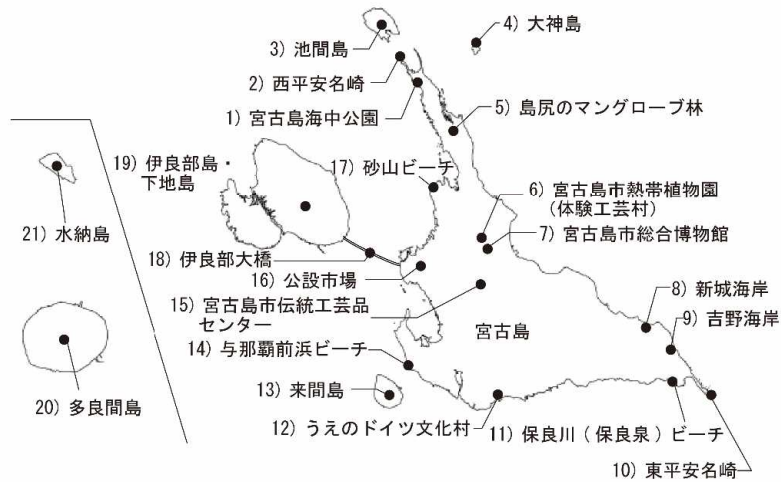 3) 池間島
4) 大神島
2) 西平安名崎
1) 宮古島海中公園
5) 島尻のマングローブ林
19) 伊良部島・
下地島
17) 砂山ビーチ
6) 宮古島市熱帯植物園
(体験工芸村)
7) 宮古島市総合博物館
21) 水納島
18) 伊良部大橋
16) 公設市場
8) 新城海岸
15) 宮古島市伝統工芸品
センター
宮古島
9) 吉野海岸
14) 与那覇前浜ビーチ
13) 来間島
20) 多良間島
12) うえのドイツ文化村
11) 保良川(保良泉)ビーチ
10) 東平安名崎